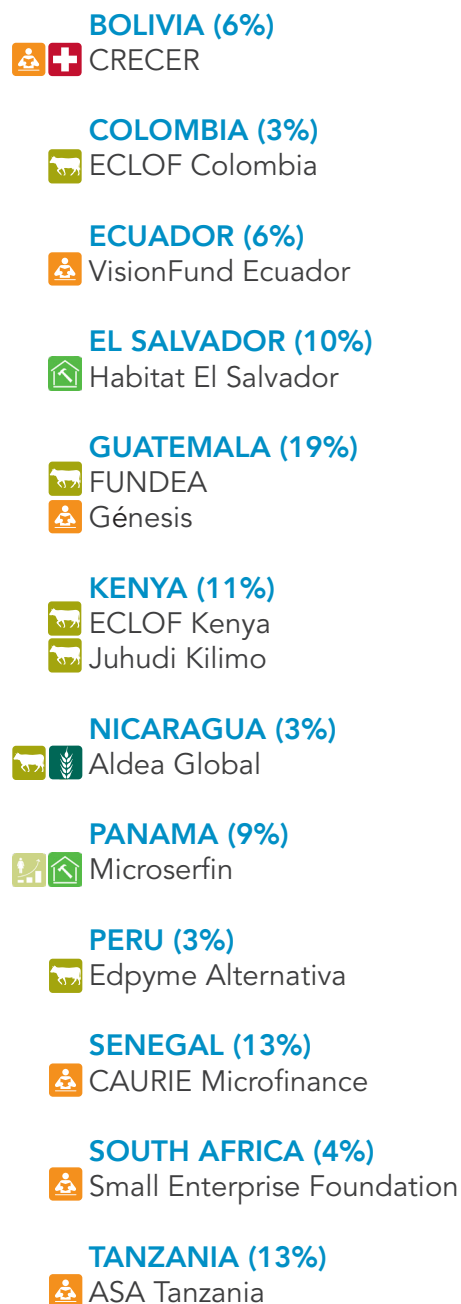 BOLIVIA (6%)
CRECER
COLOMBIA (3%)
ECLOF Colombia
ECUADOR (6%)
VisionFund Ecuador
EL SALVADOR (10%)
Habitat El Salvador
GUATEMALA (19%)
FUNDEA
Génesis
KENYA (11%)
ECLOF Kenya
Juhudi Kilimo
NICARAGUA (3%)
Aldea Global
PANAMA (9%)
Microserfin
PERU (3%)
Edpyme Alternativa
SENEGAL (13%)
CAURIE Microfinance
SOUTH AFRICA (4%)
Small Enterprise Foundation
TANZANIA (13%)
ASA Tanzania